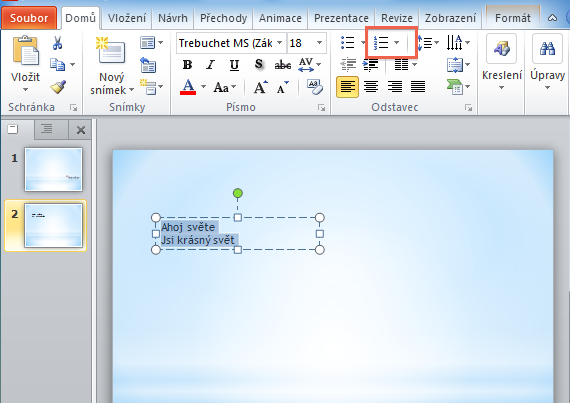 Soubor Domů Vložení Návrh Přechody Animace Prezentace Revize Zobrazení Formát
Vložit
Schránka
Nový
snímek
Snímky
Trebuchet MS (Zák 18
B I U S abc AV
A Aa A A
Písmo
Odstavec
Kreslení
Úpravy
1
2
Ahoj světe
Jsi krásný svět